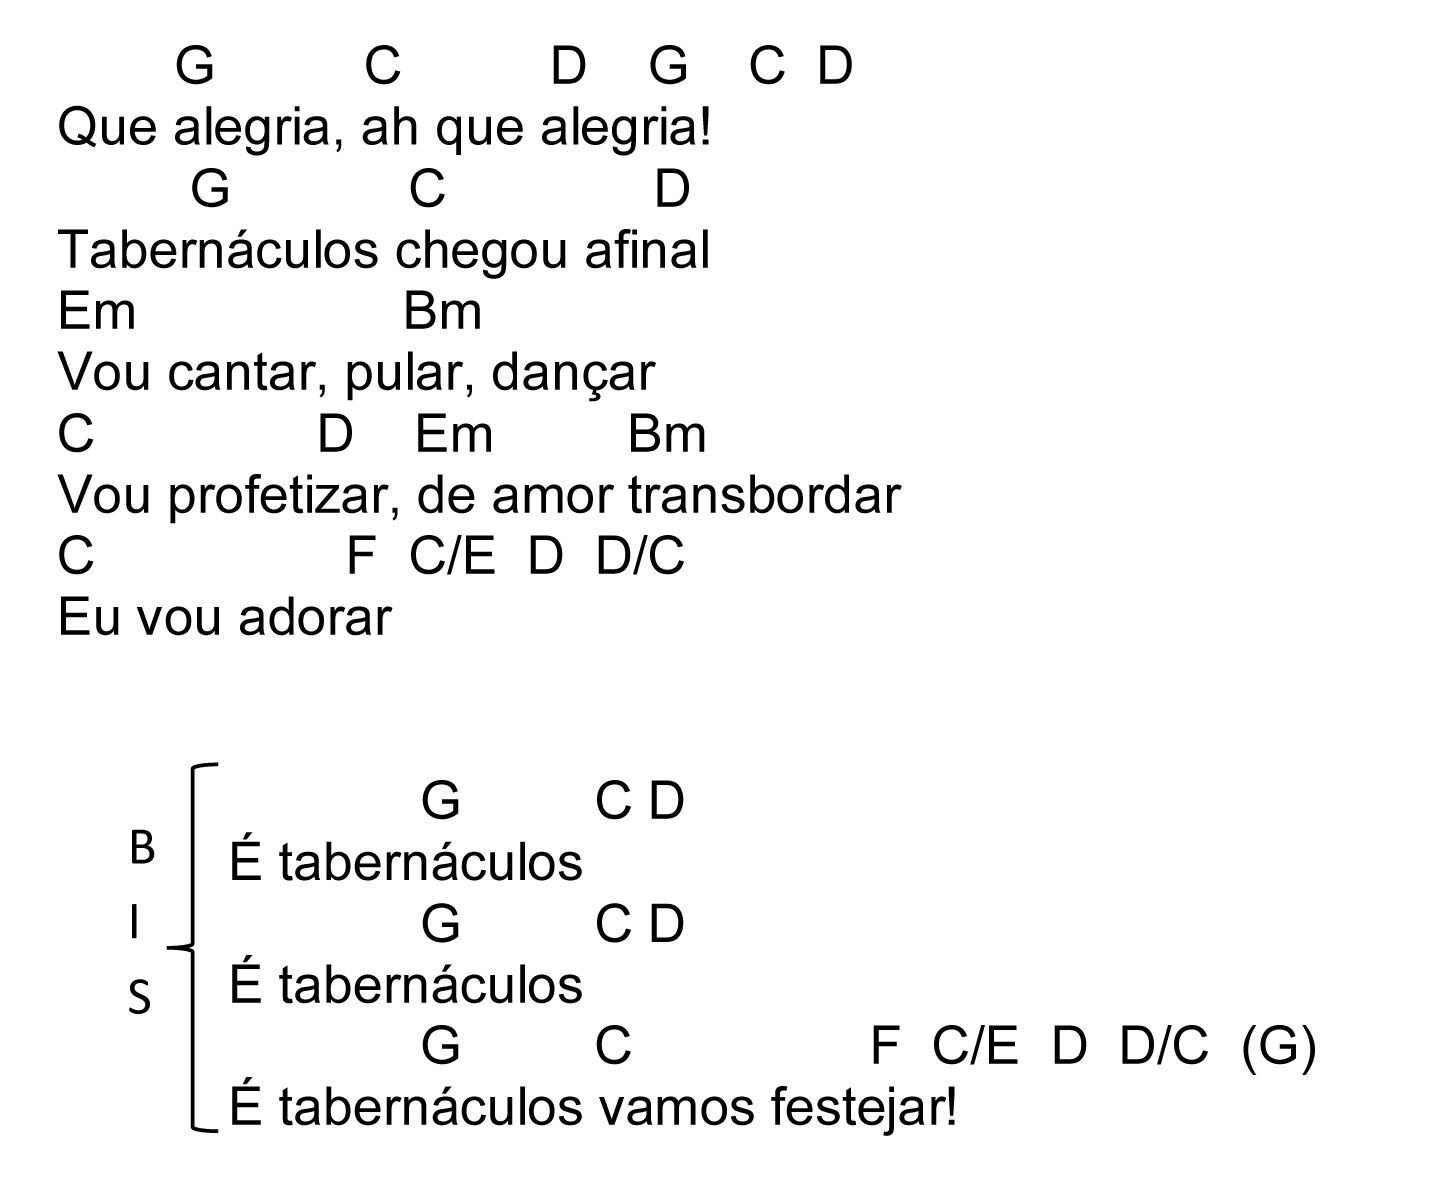 G C D G C D
Que alegria, ah que alegria!
G C D
Tabernáculos chegou afinal
Em Bm
Vou cantar, pular, dançar
C D Em Bm
Vou profetizar, de amor transbordar
C F C/E D D/C
Eu vou adorar
B
I
S
G C D
É tabernáculos
G C D
É tabernáculos
G C F C/E D D/C (G)
É tabernáculos vamos festejar!